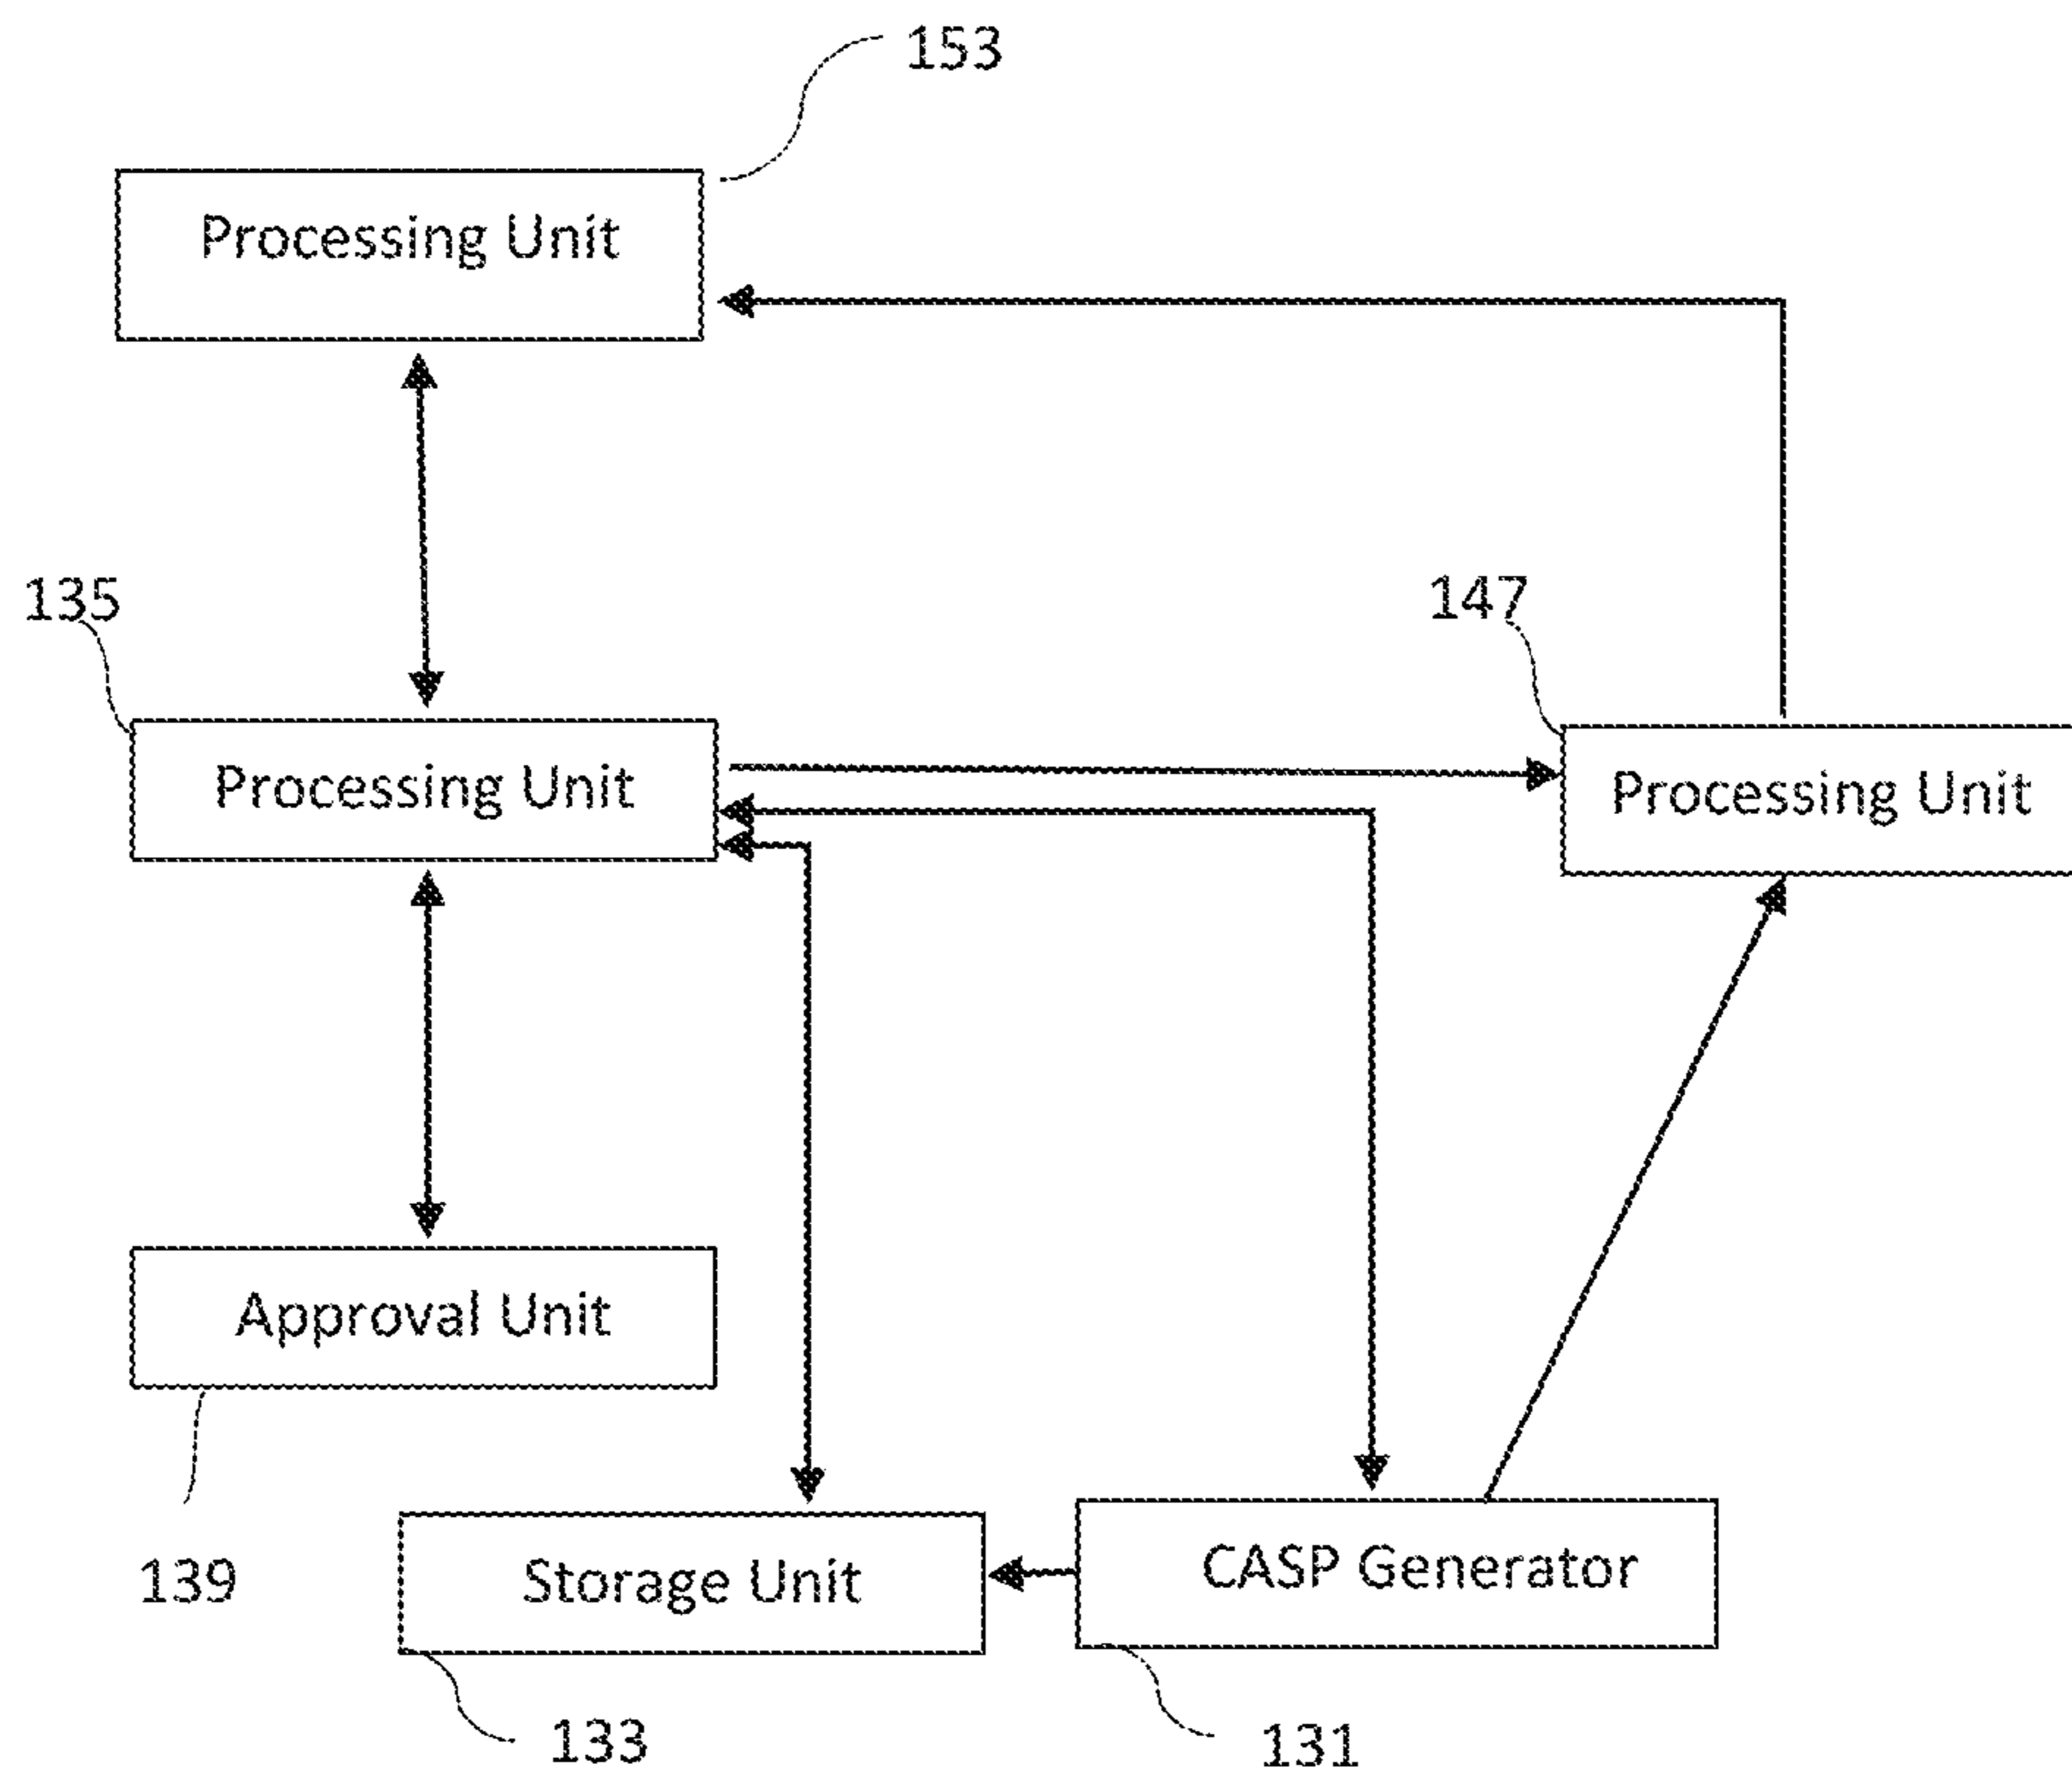 153
Processing Unit
135
147
Processing Unit
Processing Unit
Approval Unit
139
Storage Unit
CASP Generator
133
131